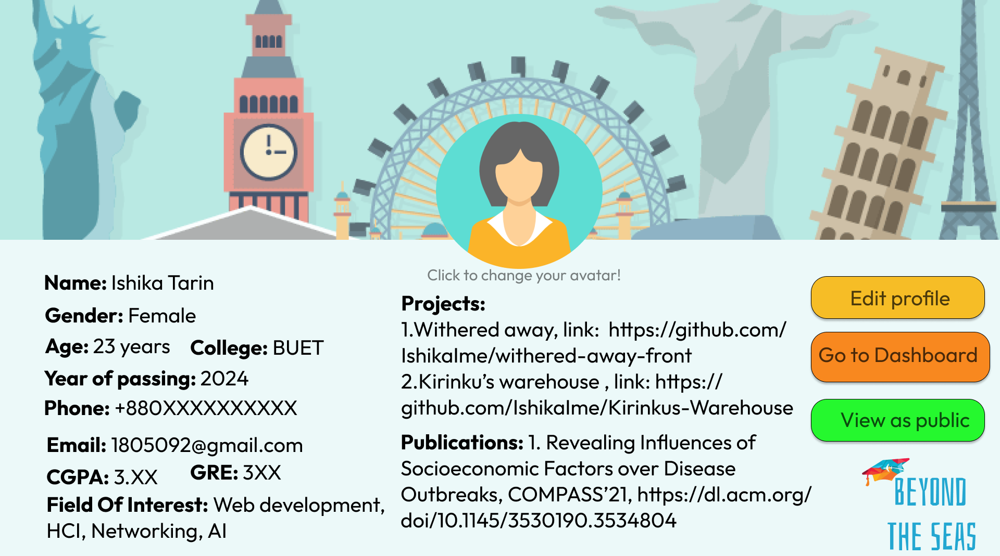 Click to change your avatar!
Name: Ishika Tarin
Gender: Female
Age: 23 years College: BUET
Year of passing: 2024
Phone: +880XXXXXXXXXX
Email: 1805092@gmail.com
CGPA: 3.XX GRE: 3XX
Field Of Interest: Web development,
HCI, Networking, AI
Projects:
1.Withered away, link:  https://github.com/
IshikaIme/withered-away-front
2.Kirinku’s warehouse , link: https://
github.com/IshikaIme/Kirinkus-Warehouse
Publications: 1. Revealing Influences of
Socioeconomic Factors over Disease
Outbreaks, COMPASS’21, https://dl.acm.org/
doi/10.1145/3530190.3534804
Edit profile
Go to Dashboard
View as public
BEYOND
THE SEAS